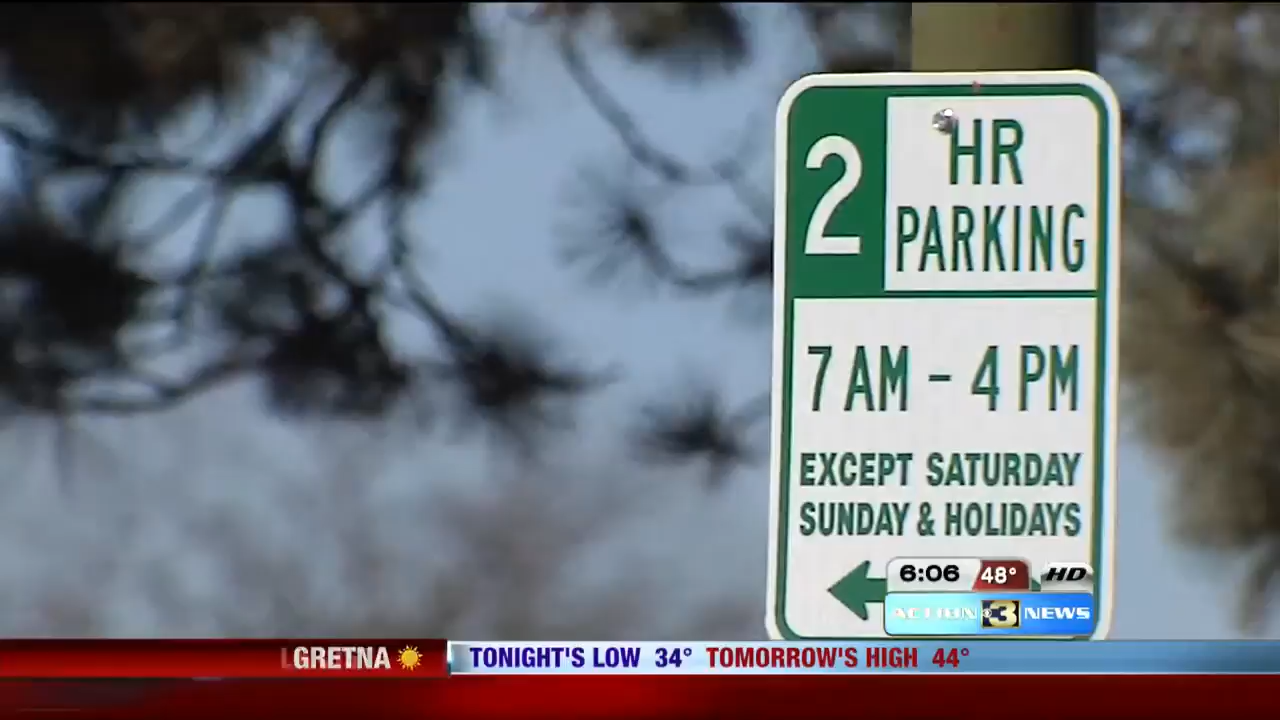 2
HR
PARKING
7 AM - 4 PM
EXCEPT SATURDAY
SUNDAY & HOLIDAYS
6:06 48° HD
ACTION 3 NEWS
GRETNA TONIGHT'S LOW 34° TOMORROW'S HIGH 44°